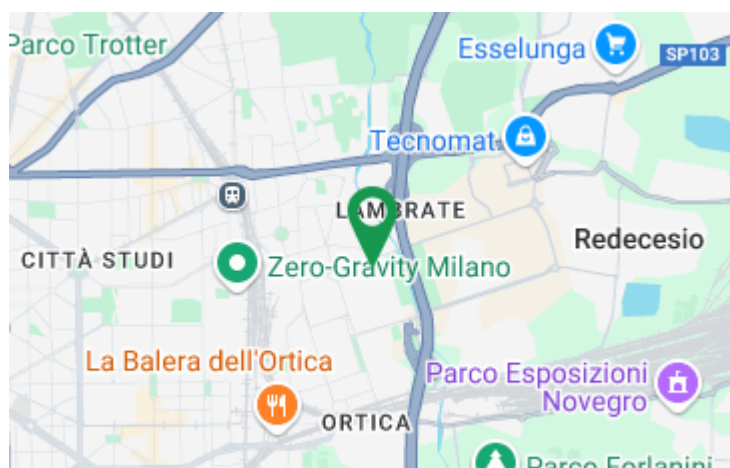 Parco Trotter
Esselunga
SP103
Tecnomat
LAMBRATE
Redecesio
CITTÀ STUDI
Zero-Gravity Milano
La Balera dell'Ortica
Parco Esposizioni
Novegro
ORTICA
Parco Forlanini